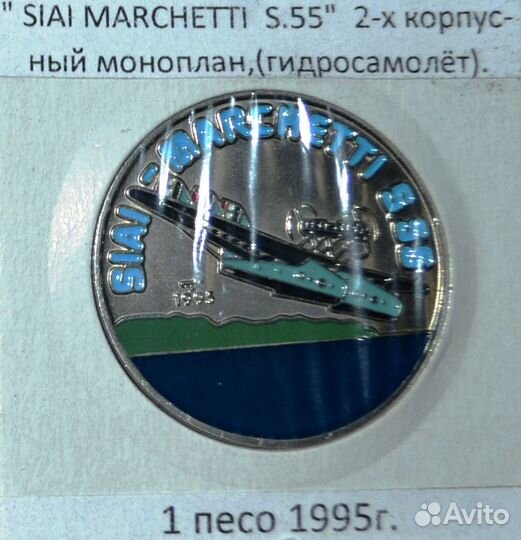 " SIAI MARCHETTI S.55" 2-х корпус-
ный моноплан,(гидросамолёт).
SIAI - MARCHETTI S 55
1995
1 песо 1995г.
Avito